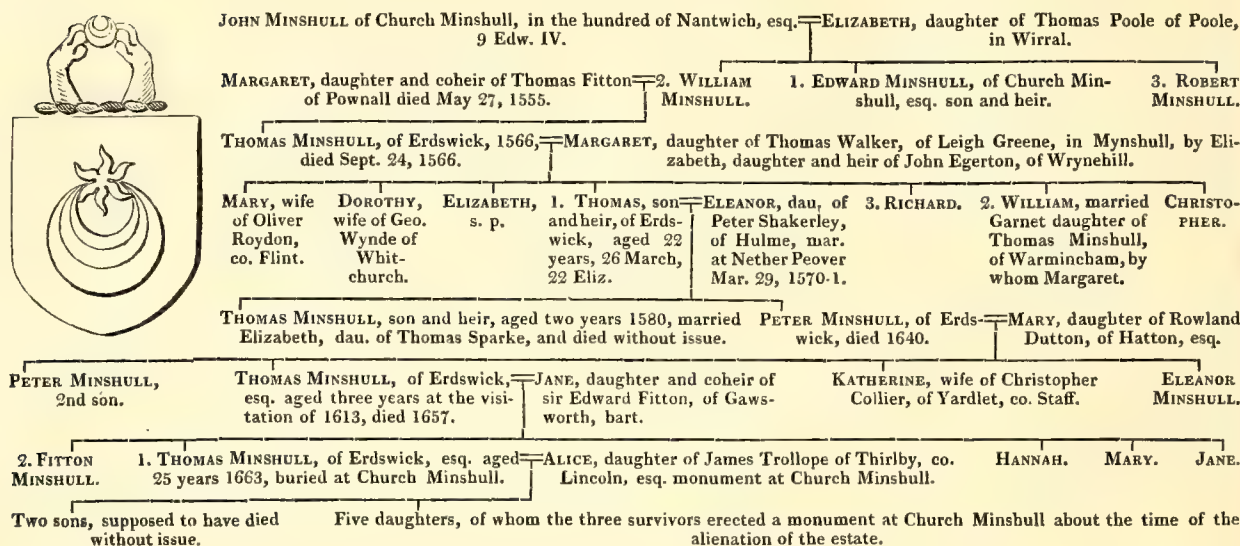 JOHN MINSHULL of Church Minshull, in the hundred of Nantwich, esq.
9 Edw. IV.
ELIZABETH, daughter of Thomas Poole of Poole,
in Wirral.
MARGARET, daughter and coheir of Thomas Fitton
of Pownall died May 27, 1555.
2. WILLIAM
MINSHULL.
1. EDWARD MINSHULL, of Church Min-
shull, esq. son and heir.
3. ROBERT
MINSHULL.
THOMAS MINSHULL, of Erdswick, 1566,
died Sept. 24, 1566.
MARGARET, daughter of Thomas Walker, of Leigh Greene, in Mynshull, by Eli-
zabeth, daughter and heir of John Egerton, of Wrynehill.
MARY, wife
of Oliver
Roydon,
co. Flint.
DOROTHY,
wife of Geo.
Wynde of
Whit-
church.
ELIZABETH,
s. p.
1. THOMAS, son
and heir, of Erds-
wick, aged 22
years, 26 March,
22 Eliz.
ELEANOR, dau, of
Peter Shakerley,
of Hulme, mar.
at Nether Peover
Mar. 29, 1570-1.
3. RICHARD.
2. WILLIAM, married
Garnet daughter of
Thomas Minshull,
of Warmincham, by
whom Margaret.
CHRISTO-
PHER.
THOMAS MINSHULL, son and heir, aged two years 1580, married
Elizabeth, dau. of Thomas Sparke, and died without issue.
PETER MINSHULL, of Erds-
wick, died 1640.
MARY, daughter of Rowland
Dutton, of Hatton, esq.
PETER MINSHULL,
2nd son.
THOMAS MINSHULL, of Erdswick,
esq. aged three years at the visi-
tation of 1613, died 1657.
JANE, daughter and coheir of
sir Edward Fitton, of Gaws-
worth, bart.
KATHERINE, wife of Christopher
Collier, of Yardlet, co. Staff.
ELEANOR
MINSHULL.
2. FITTON
MINSHULL.
1. THOMAS MINSHULL, of Erdswick, esq. aged
25 years 1663, buried at Church Minshull.
ALICE, daughter of James Trollope of Thirlby, co.
Lincoln, esq. monument at Church Minshull.
HANNAH.
MARY.
JANE.
Two sons, supposed to have died
without issue.
Five daughters, of whom the three survivors erected a monument at Church Minshull about the time of the
alienation of the estate.